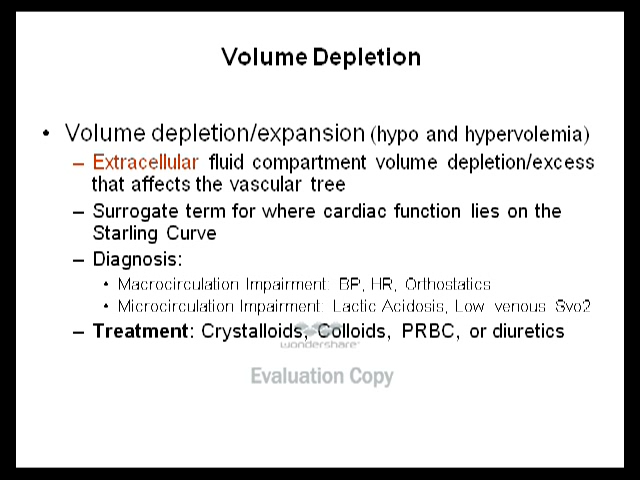 Volume Depletion
• Volume depletion/expansion (hypo and hypervolemia)
– Extracellular fluid compartment volume depletion/excess
that affects the vascular tree
– Surrogate term for where cardiac function lies on the
Starling Curve
– Diagnosis:
• Macrocirculation Impairment: BP, HR, Orthostatics
• Microcirculation Impairment: Lactic Acidosis, Low venous Svo2
– Treatment: Crystalloids, Colloids, PRBC, or diuretics
wondershare
Evaluation Copy